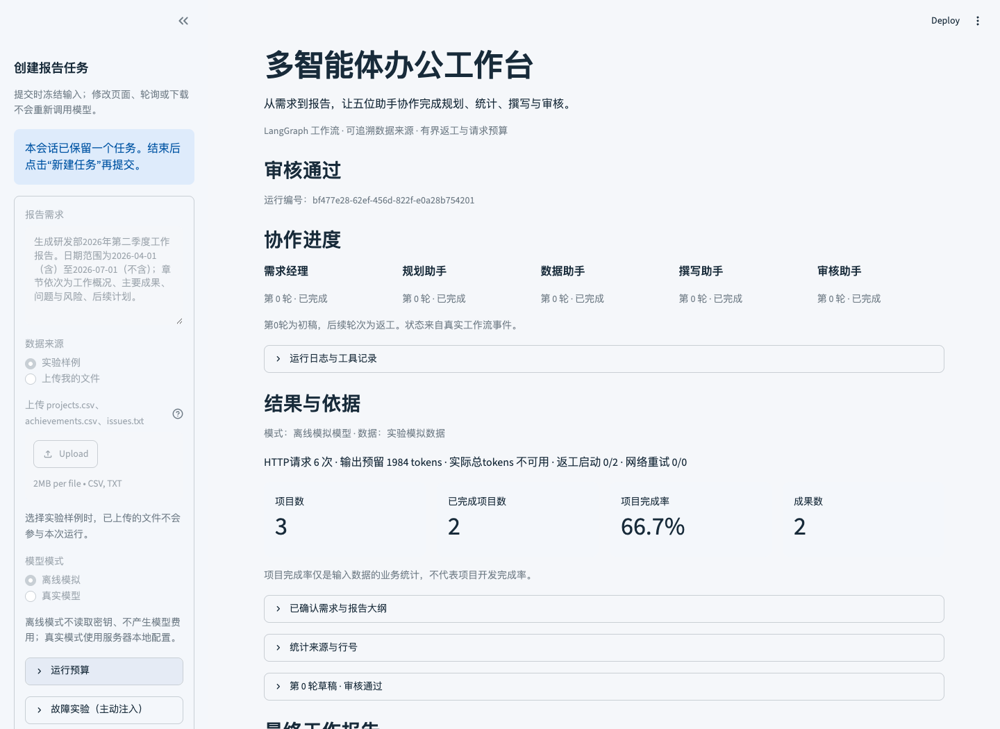 Deploy
创建报告任务
提交时冻结输入；修改页面、轮询或下载
不会重新调用模型。
本会话已保留一个任务。结束后
点击“新建任务”再提交。
报告需求
生成研发部2026年第二季度工作
报告。日期范围为2026-04-01
（含）至2026-07-01（不含）；章
节依次为工作概况、主要成果、
问题与风险、后续计划。
数据来源
实验样例
上传我的文件
上传 projects.csv、
achievements.csv、issues.txt
Upload
2MB per file • CSV, TXT
选择实验样例时，已上传的文件不会
参与本次运行。
模型模式
离线模拟
真实模型
离线模式不读取密钥、不产生模型费
用；真实模式使用服务器本地配置。
运行预算
故障实验（主动注入）
多智能体办公工作台
从需求到报告，让五位助手协作完成规划、统计、撰写与审核。
LangGraph 工作流 · 可追溯数据来源 · 有界返工与请求预算
审核通过
运行编号：bf477e28-62ef-456d-822f-e0a28b754201
协作进度
需求经理 规划助手 数据助手 撰写助手 审核助手
第 0 轮 · 已完成 第 0 轮 · 已完成 第 0 轮 · 已完成 第 0 轮 · 已完成 第 0 轮 · 已完成
第0轮为初稿，后续轮次为返工。状态来自真实工作流事件。
运行日志与工具记录
结果与依据
模式：离线模拟模型 · 数据：实验模拟数据
HTTP请求 6 次 · 输出预留 1984 tokens · 实际总tokens 不可用 · 返工启动 0/2 · 网络重试 0/0
项目数 已完成项目数 项目完成率 成果数
3 2 66.7% 2
项目完成率仅是输入数据的业务统计，不代表项目开发完成率。
已确认需求与报告大纲
统计来源与行号
第 0 轮草稿 · 审核通过
最终工作报告